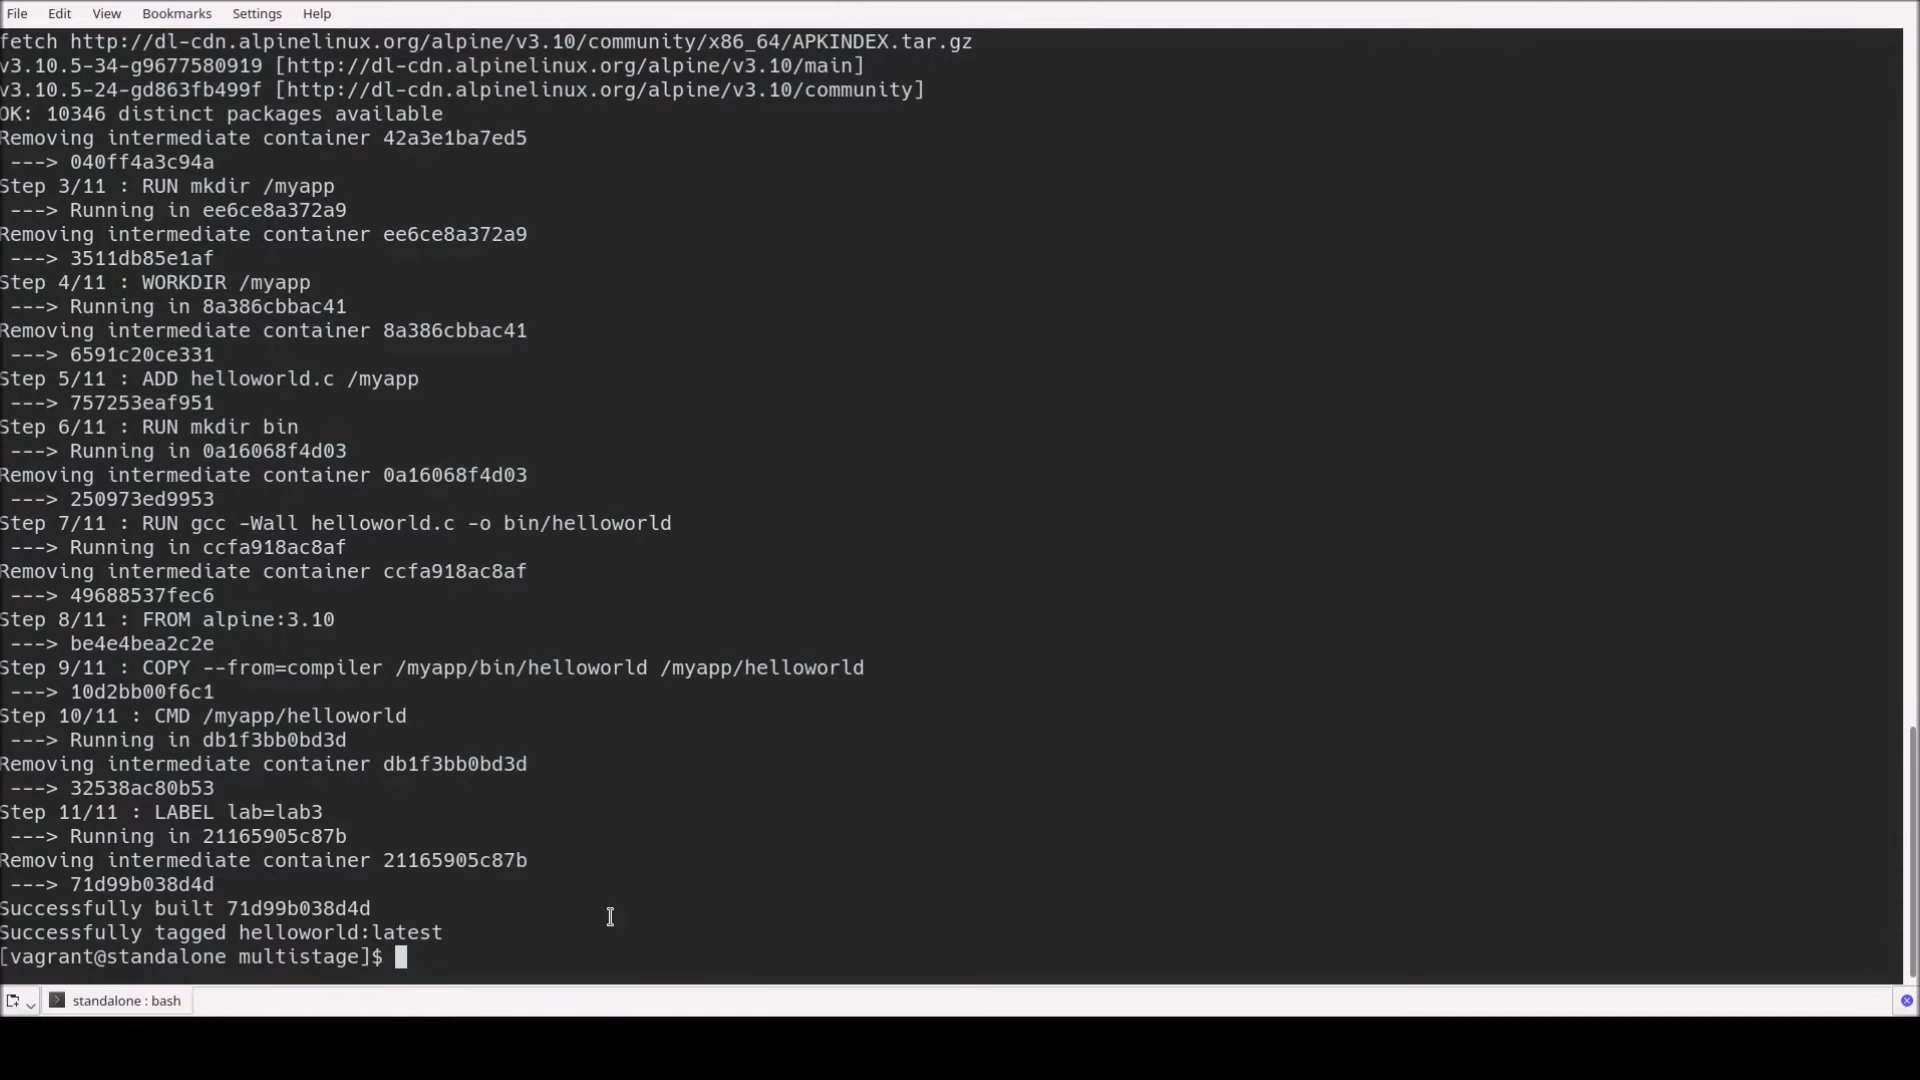 File Edit View Bookmarks Settings Help
fetch http://dl-cdn.alpinelinux.org/alpine/v3.10/community/x86_64/APKINDEX.tar.gz
v3.10.5-34-g9677580919 [http://dl-cdn.alpinelinux.org/alpine/v3.10/main]
v3.10.5-24-gd863fb499f [http://dl-cdn.alpinelinux.org/alpine/v3.10/community]
OK: 10346 distinct packages available
Removing intermediate container 42a3e1ba7ed5
 ---> 040ff4a3c94a
Step 3/11 : RUN mkdir /myapp
 ---> Running in ee6ce8a372a9
Removing intermediate container ee6ce8a372a9
 ---> 3511db85e1af
Step 4/11 : WORKDIR /myapp
 ---> Running in 8a386cbbac41
Removing intermediate container 8a386cbbac41
 ---> 6591c20ce331
Step 5/11 : ADD helloworld.c /myapp
 ---> 757253eaf951
Step 6/11 : RUN mkdir bin
 ---> Running in 0a16068f4d03
Removing intermediate container 0a16068f4d03
 ---> 250973ed9953
Step 7/11 : RUN gcc -Wall helloworld.c -o bin/helloworld
 ---> Running in ccfa918ac8af
Removing intermediate container ccfa918ac8af
 ---> 49688537fec6
Step 8/11 : FROM alpine:3.10
 ---> be4e4bea2c2e
Step 9/11 : COPY --from=compiler /myapp/bin/helloworld /myapp/helloworld
 ---> 10d2bb00f6c1
Step 10/11 : CMD /myapp/helloworld
 ---> Running in db1f3bb0bd3d
Removing intermediate container db1f3bb0bd3d
 ---> 32538ac80b53
Step 11/11 : LABEL lab=lab3
 ---> Running in 21165905c87b
Removing intermediate container 21165905c87b
 ---> 71d99b038d4d
Successfully built 71d99b038d4d
Successfully tagged helloworld:latest
[vagrant@standalone multistage]$
standalone : bash